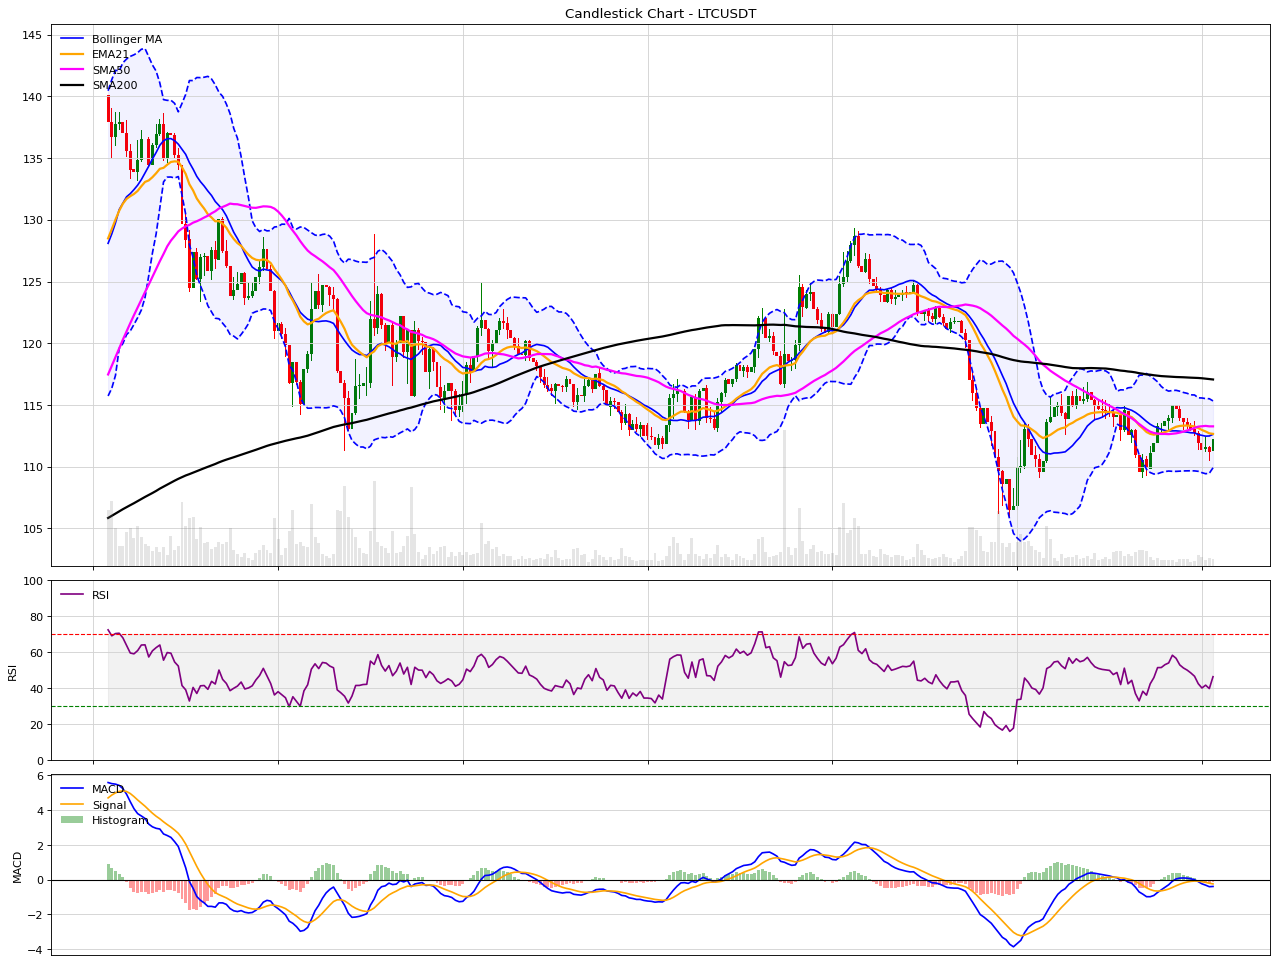 Candlestick Chart - LTCUSDT
145
140
135
130
125
120
115
110
105
Bollinger MA
EMA21
SMA50
SMA200
100
80
60
40
20
0
RSI
RSI
6
4
2
0
−2
−4
MACD
MACD
Signal
Histogram